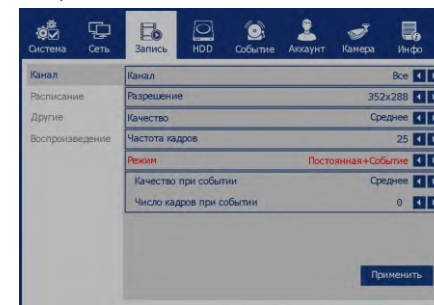 Система Сеть Запись HDD Событие Аккаунт Камера Инфо
Канал
Расписание
Другие
Воспроизведение
Канал Все
Разрешение 352x288
Качество Среднее
Частота кадров 25
Режим Постоянная+Событие
Качество при событии Среднее
Число кадров при событии 0
Применить